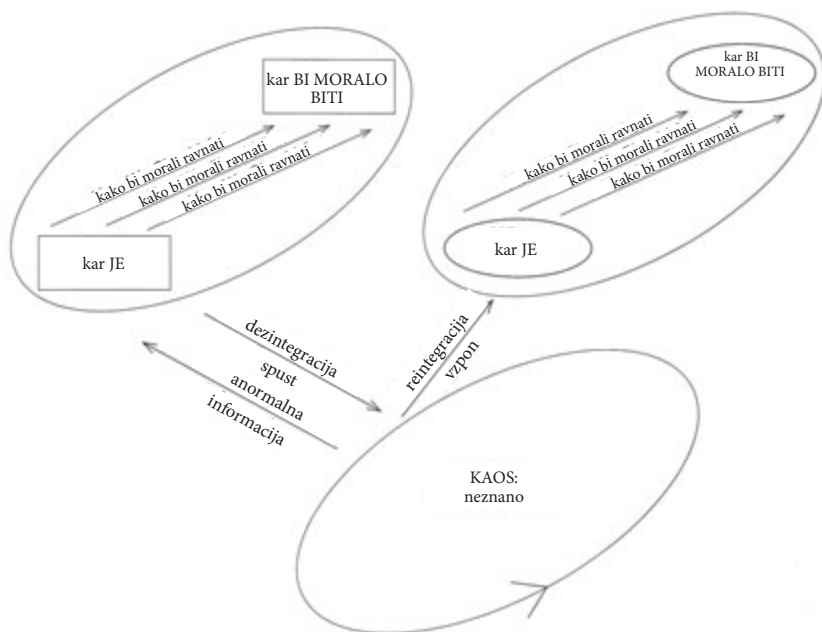 kar BI MORALO
BITI
kako bi morali ravnati
kako bi morali ravnati
kako bi morali ravnati
kar JE
kar BI
MORALO BITI
kako bi morali ravnati
kako bi morali ravnati
kako bi morali ravnati
kar JE
dezintegracija
spust
anormalna
informacija
reintegracija
vzpon
KAOS:
neznano